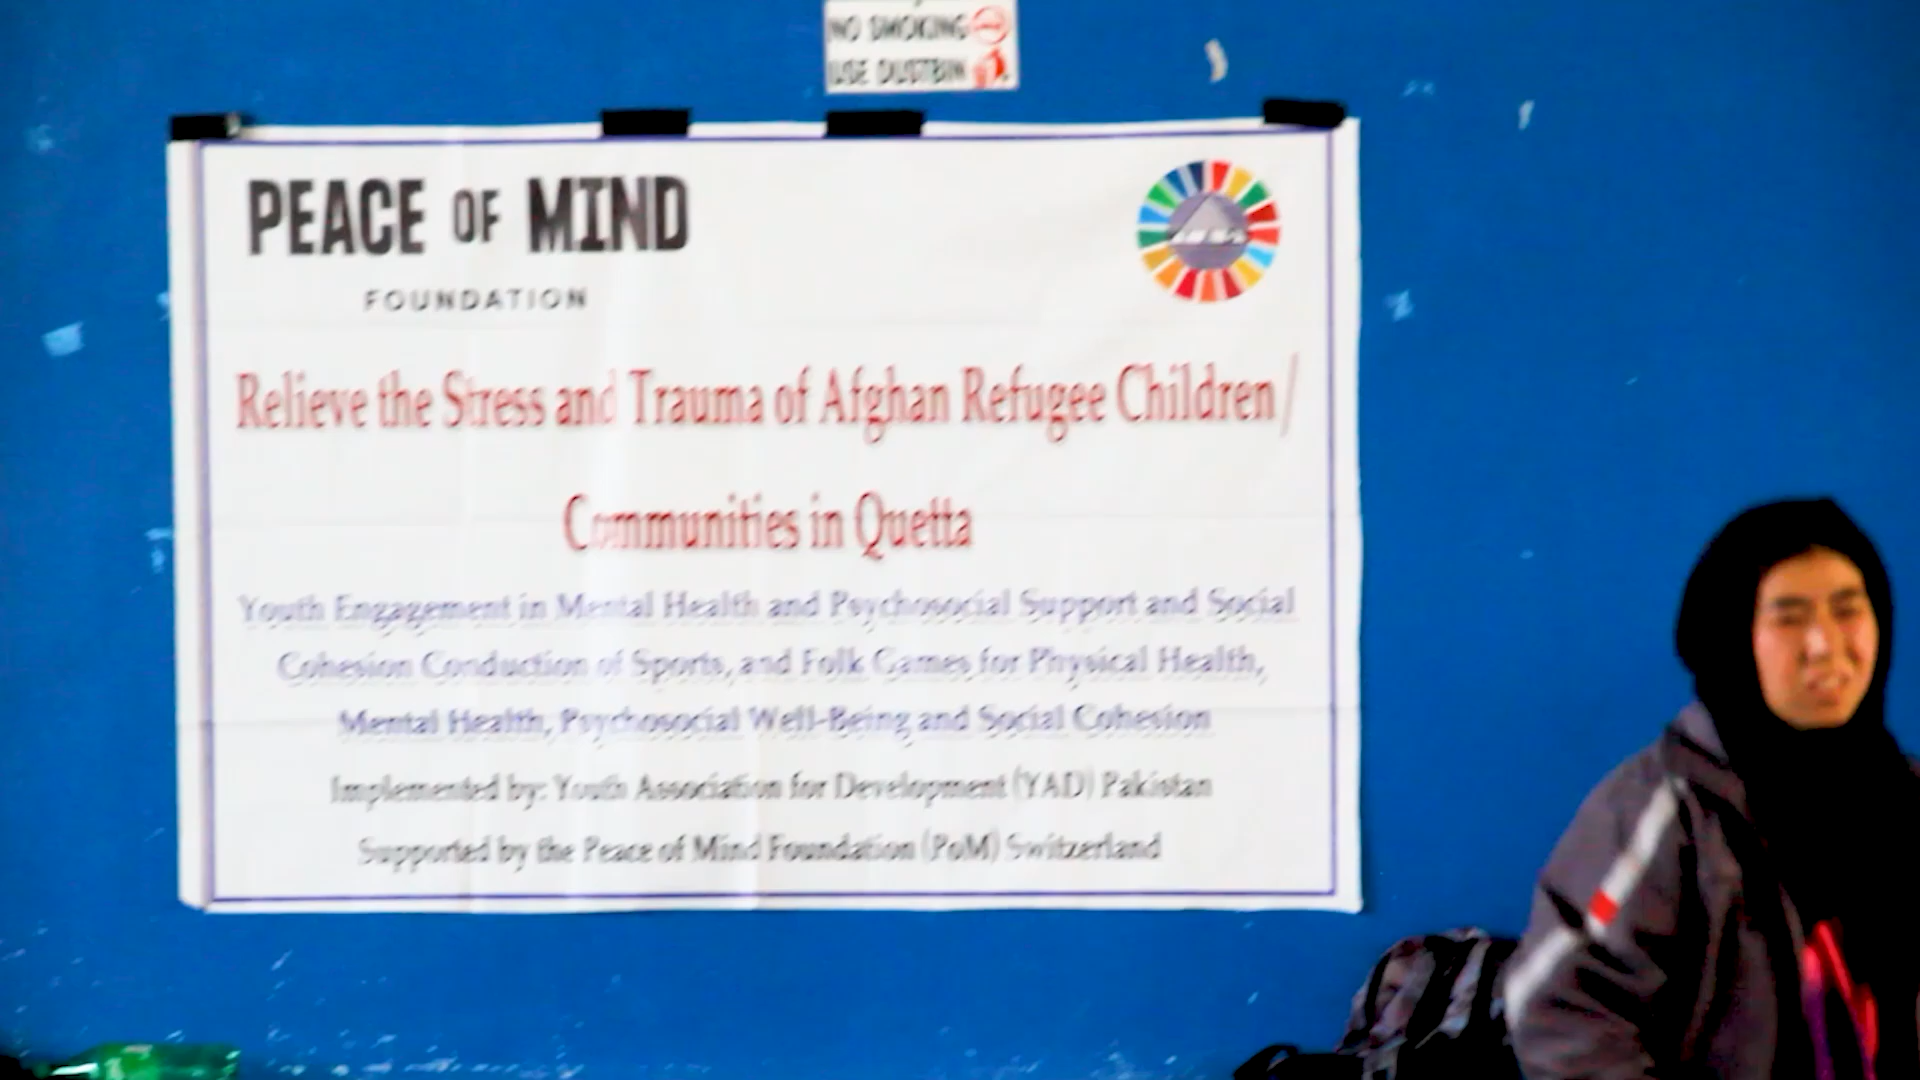 NO SMOKING
USE DUSTBIN
PEACE OF MIND
FOUNDATION
Relieve the Stress and Trauma of Afghan Refugee Children/
Communities in Quetta
Youth Engagement in Mental Health and Psychosocial Support and Social
Cohesion Conduction of Sports, and Folk Games for Physical Health,
Mental Health, Psychosocial Well-Being and Social Cohesion
Implemented by: Youth Association for Development (YAD) Pakistan
Supported by the Peace of Mind Foundation (PoM) Switzerland